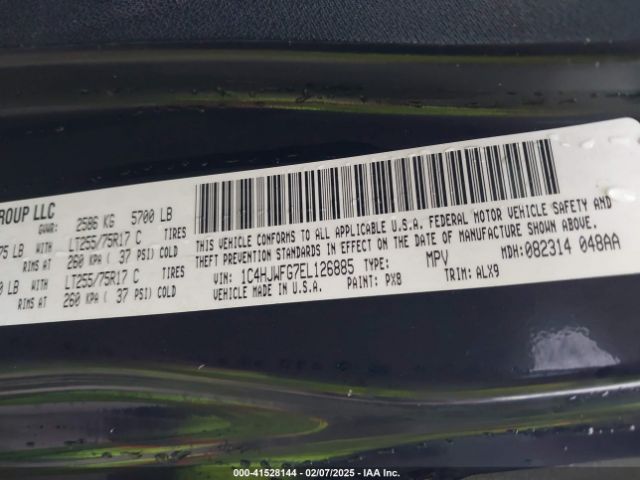 GROUP LLC
GVWR: 2586 KG 5700 LB
75 LB WITH LT255/75R17 C TIRES
RIMS AT 260 KPA ( 37 PSI) COLD
0 LB WITH LT255/75R17 C TIRES
RIMS AT 260 KPA ( 37 PSI) COLD
THIS VEHICLE CONFORMS TO ALL APPLICABLE U.S.A. FEDERAL MOTOR VEHICLE SAFETY AND
THEFT PREVENTION STANDARDS IN EFFECT ON THE DATE OF MANUFACTURE SHOWN ABOVE.
VIN: 1C4HJWFG7EL126885 TYPE: MPV MDH: 082314 048AA
VEHICLE MADE IN U.S.A. PAINT: PX8 TRIM: ALX9
000-41528144 - 02/07/2025 - IAA Inc.